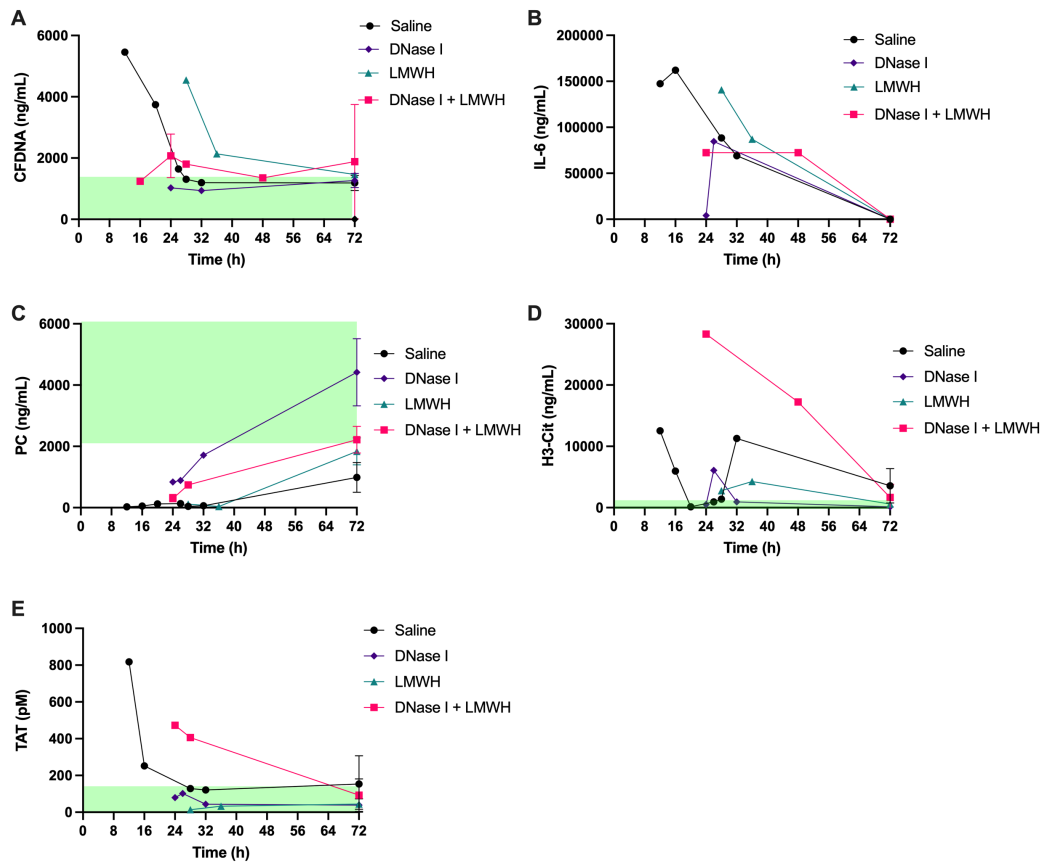 A
CFDNA (ng/mL)
6000
4000
2000
0
0 8 16 24 32 40 48 56 64 72
Time (h)
Saline
DNase I
LMWH
DNase I + LMWH
B
IL-6 (ng/mL)
200000
150000
100000
50000
0
0 8 16 24 32 40 48 56 64 72
Time (h)
Saline
DNase I
LMWH
DNase I + LMWH
C
PC (ng/mL)
6000
4000
2000
0
0 8 16 24 32 40 48 56 64 72
Time (h)
Saline
DNase I
LMWH
DNase I + LMWH
D
H3-Cit (ng/mL)
30000
20000
10000
0
0 8 16 24 32 40 48 56 64 72
Time (h)
Saline
DNase I
LMWH
DNase I + LMWH
E
TAT (pM)
1000
800
600
400
200
0
0 8 16 24 32 40 48 56 64 72
Time (h)
Saline
DNase I
LMWH
DNase I + LMWH